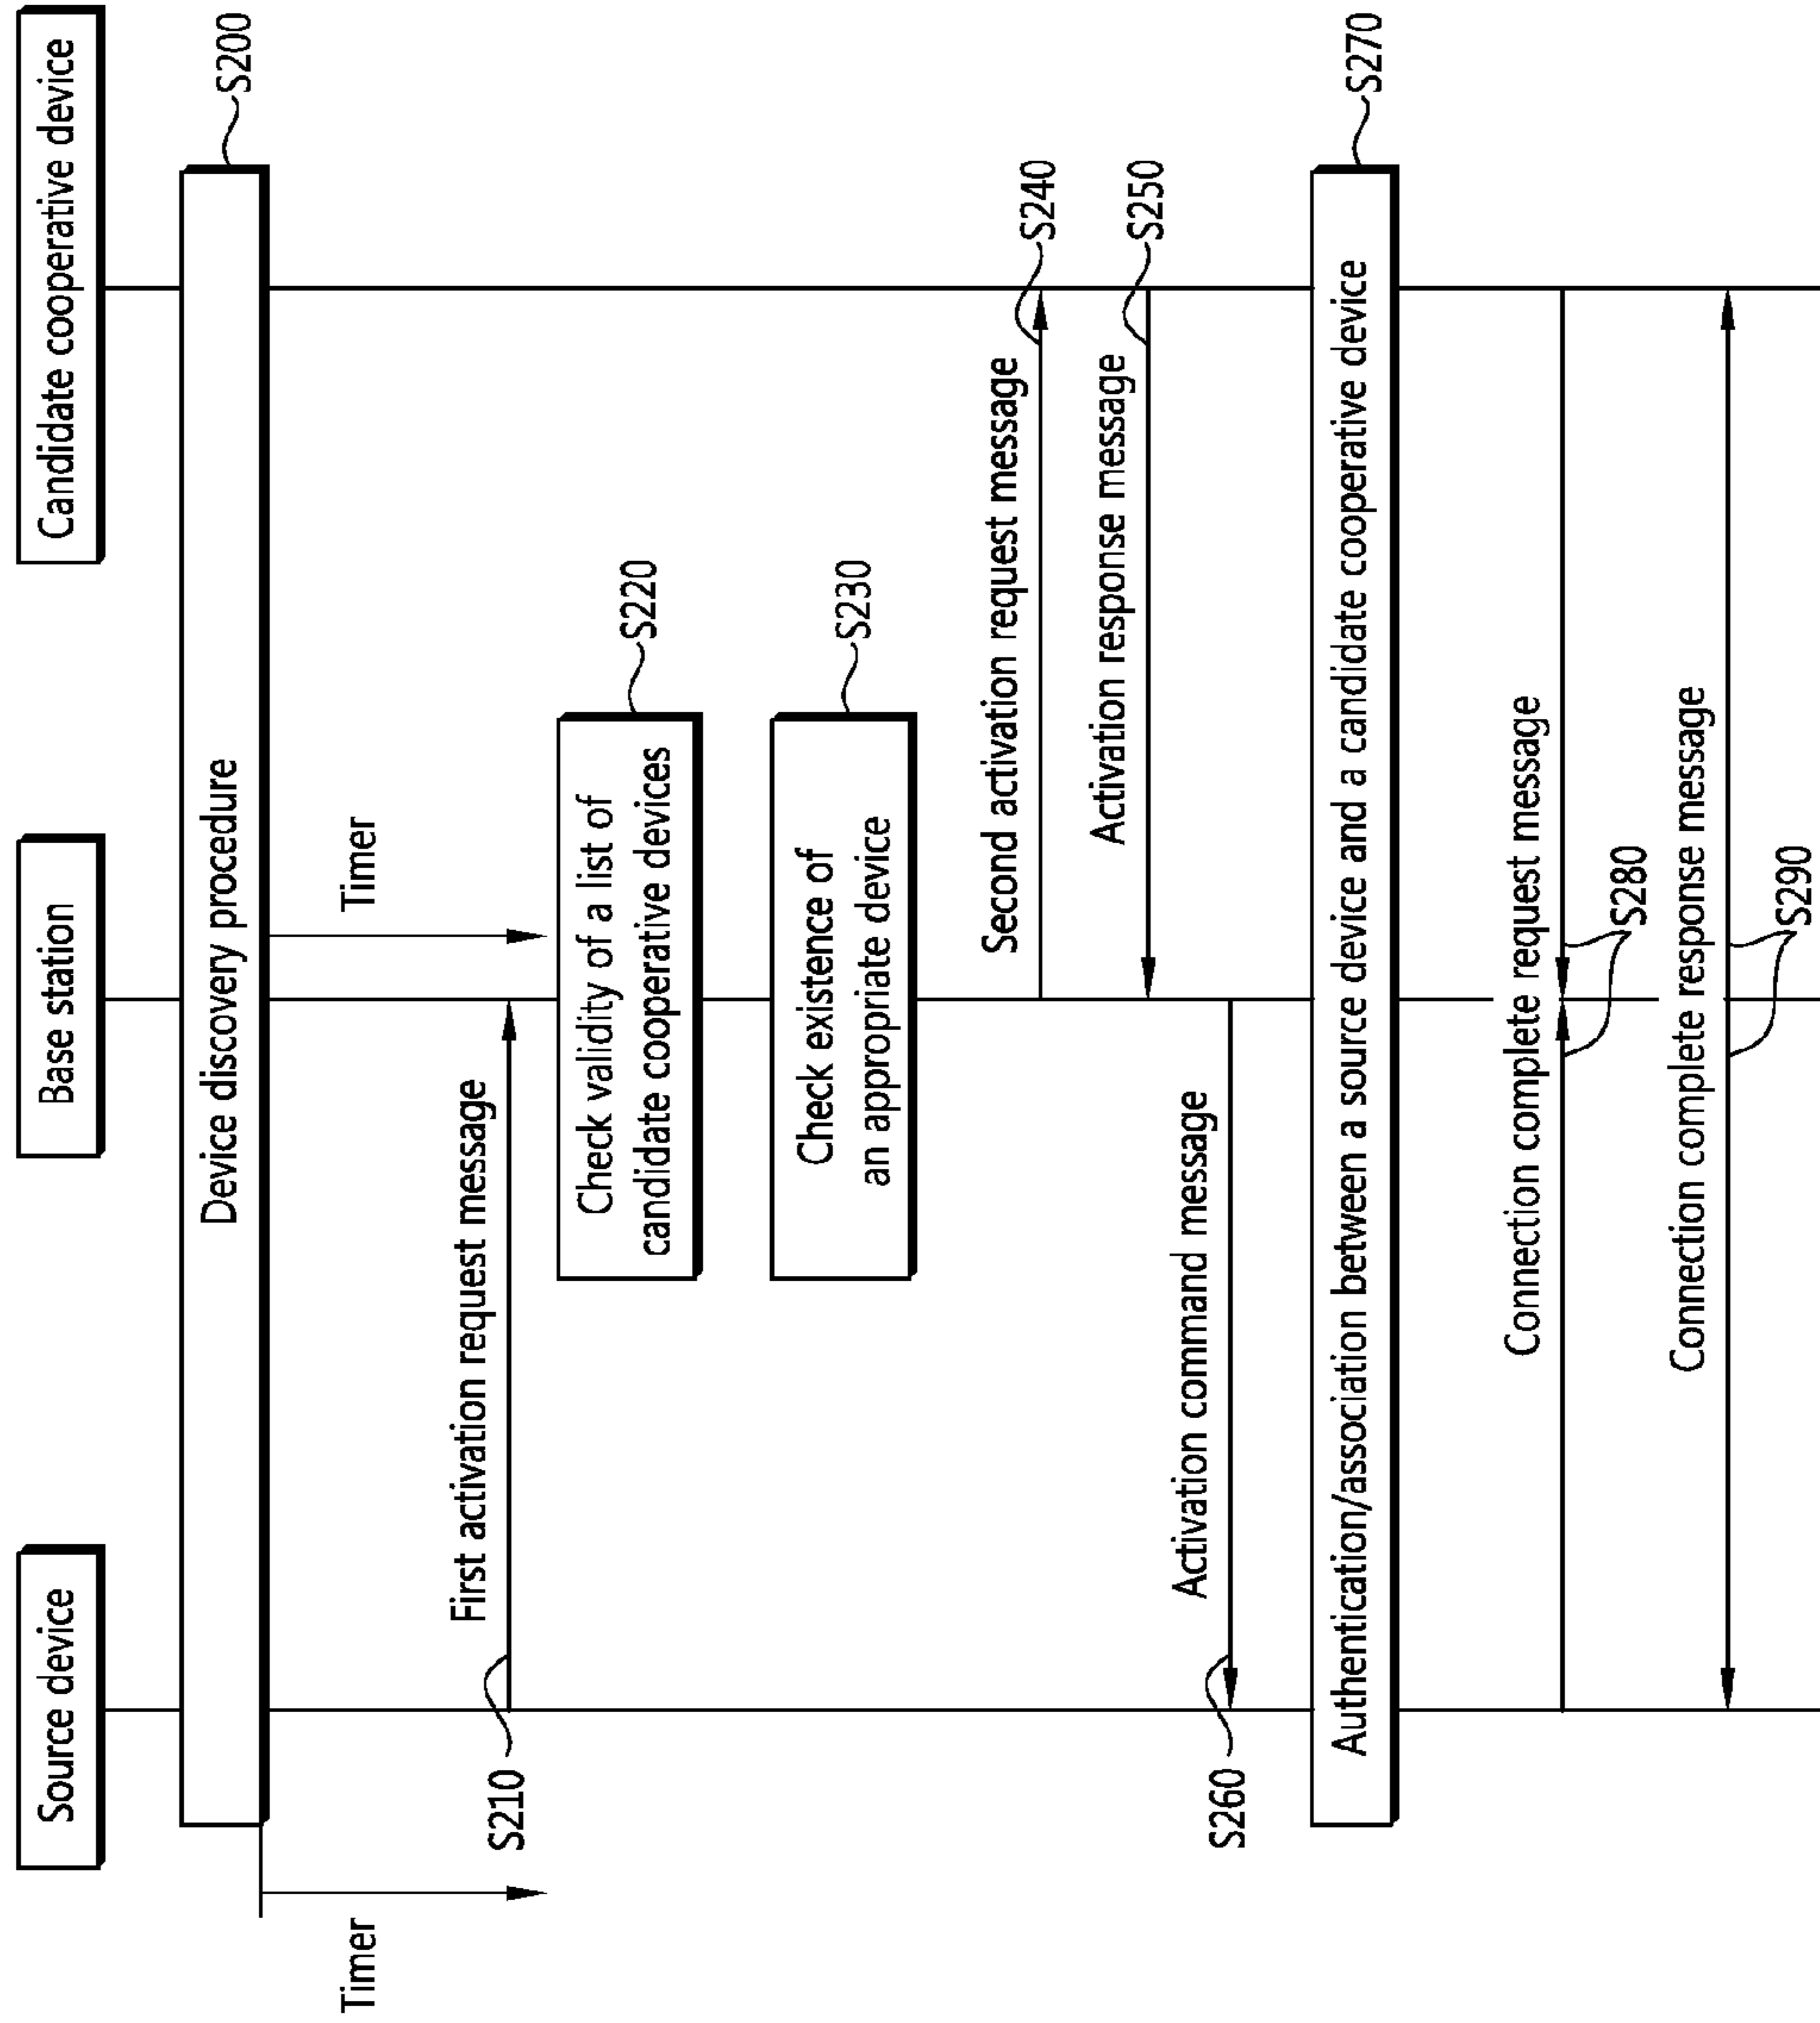 Source device
Base station
Candidate cooperative device
Device discovery procedure
S200
Timer
Timer
First activation request message
S210
Check validity of a list of
candidate cooperative devices
S220
Check existence of
an appropriate device
S230
Second activation request message
S240
Activation response message
S250
Activation command message
S260
Authentication/association between a source device and a candidate cooperative device
S270
Connection complete request message
S280
Connection complete response message
S290